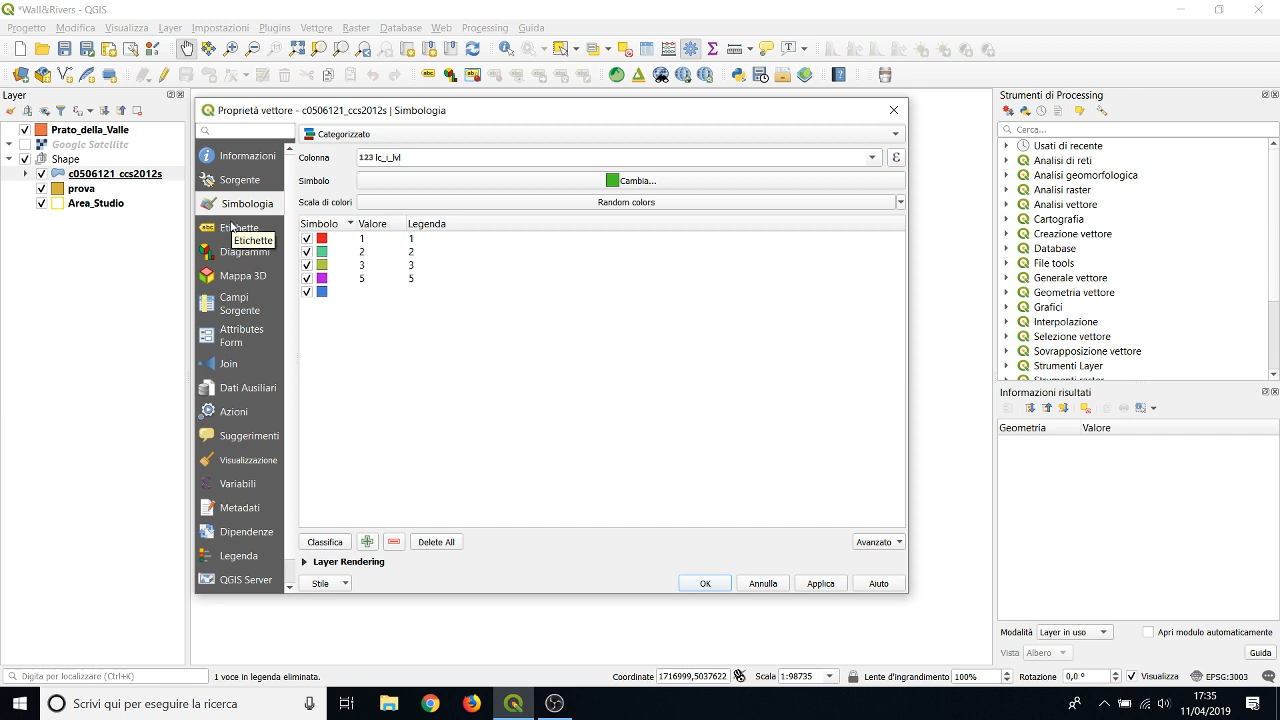 *Wall&Rivers - QGIS
Progetto Modifica Visualizza Layer Impostazioni Plugins Vettore Raster Database Web Processing Guida
Layer
Prato_della_Valle
Google Satellite
Shape
c0506121_ccs2012s
prova
Area_Studio
Proprietà vettore - c0506121_ccs2012s | Simbologia
Informazioni
Sorgente
Simbologia
Etichette
Etichette
Diagrammi
Mappa 3D
Campi
Sorgente
Attributes
Form
Join
Dati Ausiliari
Azioni
Suggerimenti
Visualizzazione
Variabili
Metadati
Dipendenze
Legenda
QGIS Server
Categorizzato
Colonna 123 lc_i_lvl
Simbolo Cambia...
Scala di colori Random colors
Simbolo Valore Legenda
1 1
2 2
3 3
5 5
Classifica Delete All Avanzato
Layer Rendering
Stile OK Annulla Applica Aiuto
Strumenti di Processing
Cerca...
Usati di recente
Analisi di reti
Analisi geomorfologica
Analisi raster
Analisi vettore
Cartografia
Creazione vettore
Database
File tools
Generale vettore
Geometria vettore
Grafici
Interpolazione
Selezione vettore
Sovrapposizione vettore
Strumenti Layer
Strumenti raster
Informazioni risultati
Geometria Valore
Modalità Layer in uso Apri modulo automaticamente
Vista Albero Guida
Digita per localizzare (Ctrl+K) 1 voce in legenda eliminata. Coordinate 1716999,5037622 Scala 1:98735 Lente d'ingrandimento 100% Rotazione 0,0 ° Visualizza EPSG:3003
Scrivi qui per eseguire la ricerca
17:35
11/04/2019